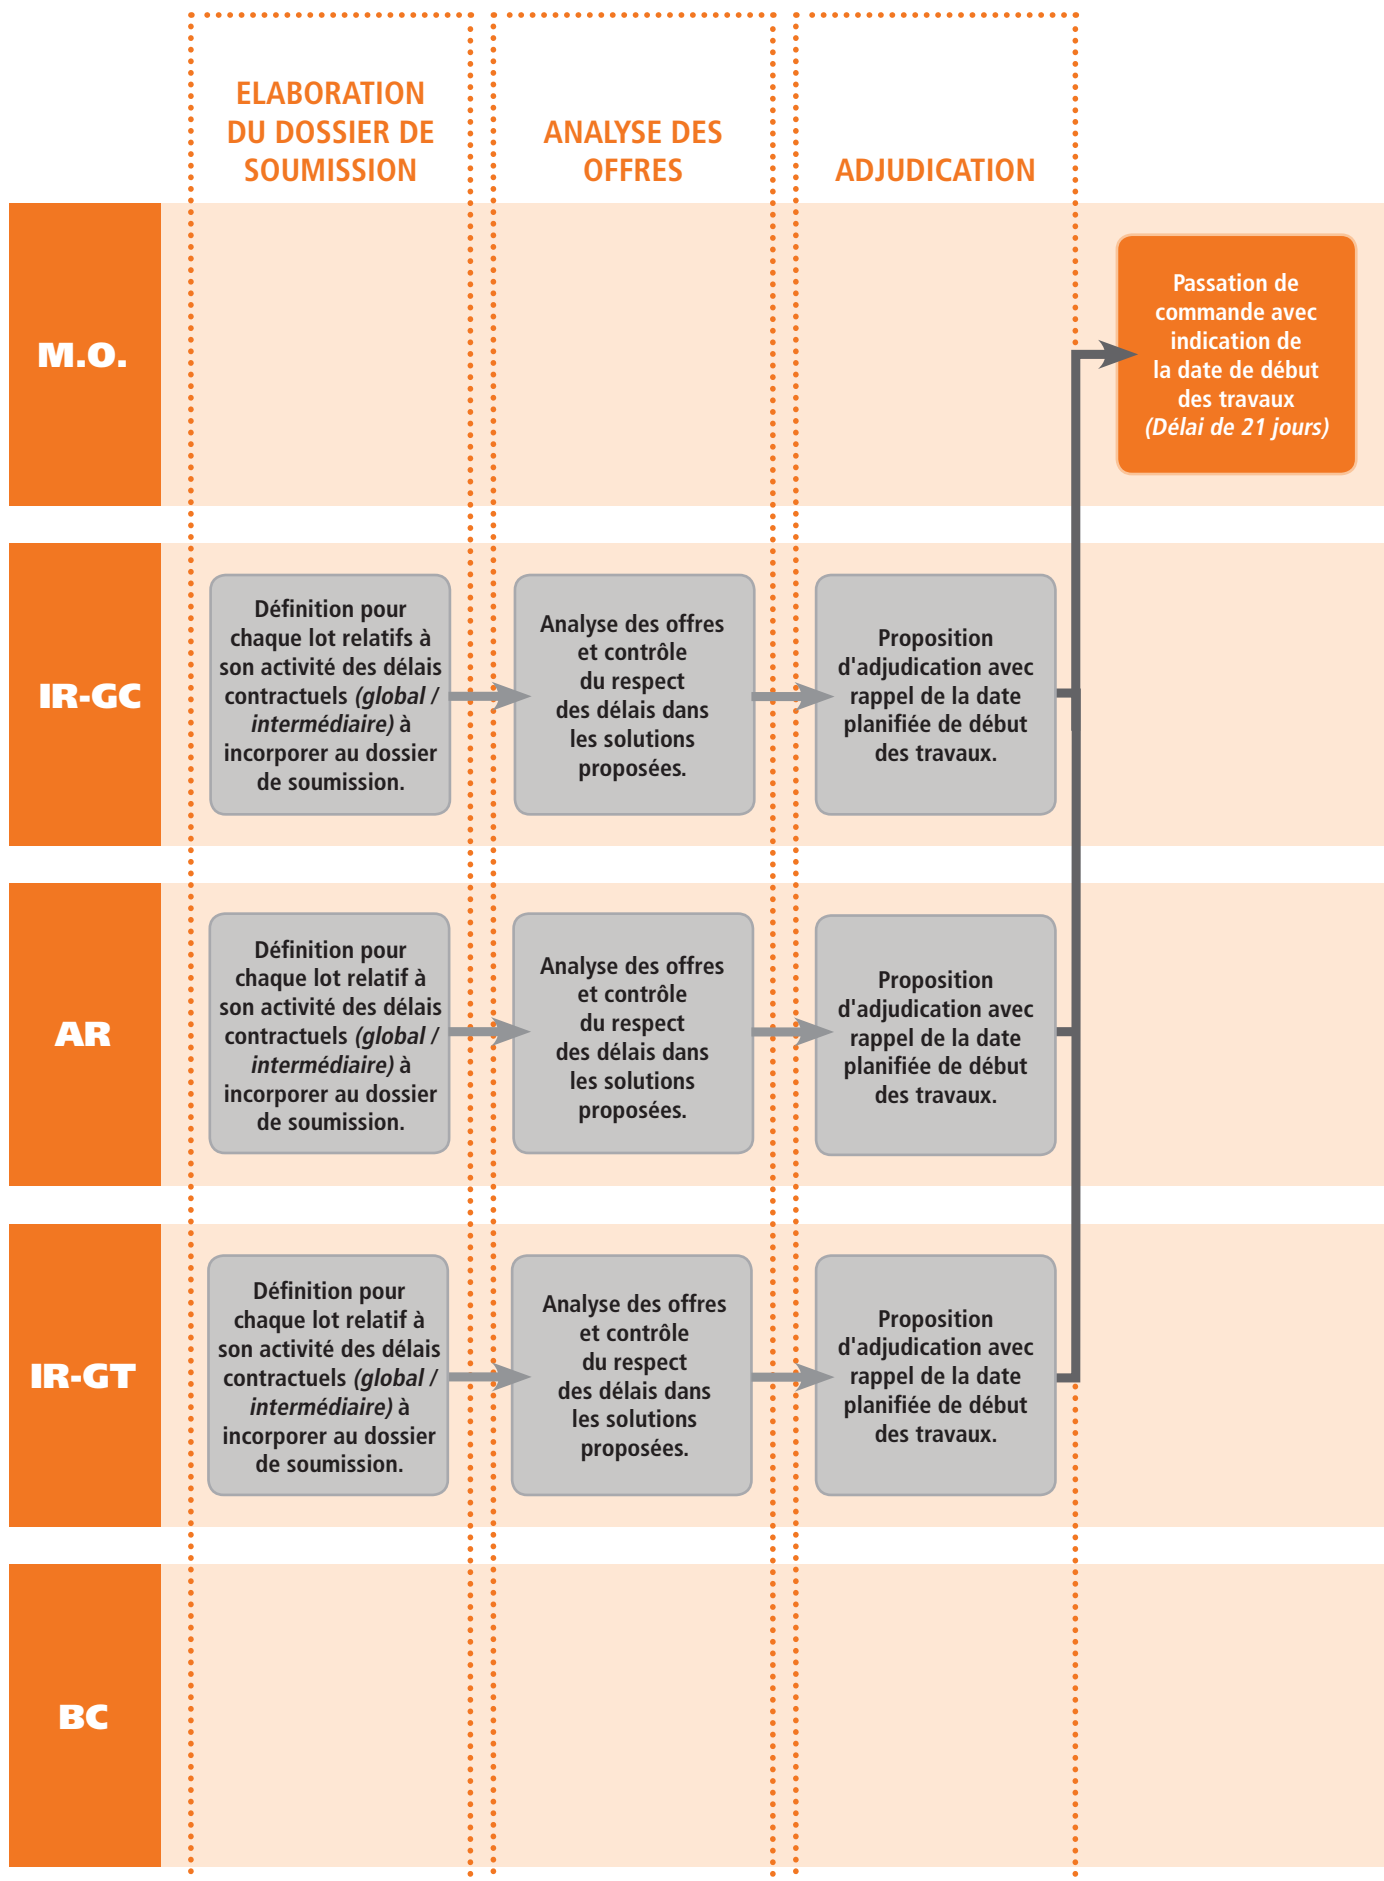 ELABORATION
DU DOSSIER DE
SOUMISSION
ANALYSE DES
OFFRES
ADJUDICATION
M.O.
Passation de
commande avec
indication de
la date de début
des travaux
(Délai de 21 jours)
IR-GC
Définition pour
chaque lot relatifs à
son activité des délais
contractuels (global /
intermédiaire) à
incorporer au dossier
de soumission.
Analyse des offres
et contrôle
du respect
des délais dans
les solutions
proposées.
Proposition
d'adjudication avec
rappel de la date
planifiée de début
des travaux.
AR
Définition pour
chaque lot relatif à
son activité des délais
contractuels (global /
intermédiaire) à
incorporer au dossier
de soumission.
Analyse des offres
et contrôle
du respect
des délais dans
les solutions
proposées.
Proposition
d'adjudication avec
rappel de la date
planifiée de début
des travaux.
IR-GT
Définition pour
chaque lot relatif à
son activité des délais
contractuels (global /
intermédiaire) à
incorporer au dossier
de soumission.
Analyse des offres
et contrôle
du respect
des délais dans
les solutions
proposées.
Proposition
d'adjudication avec
rappel de la date
planifiée de début
des travaux.
BC